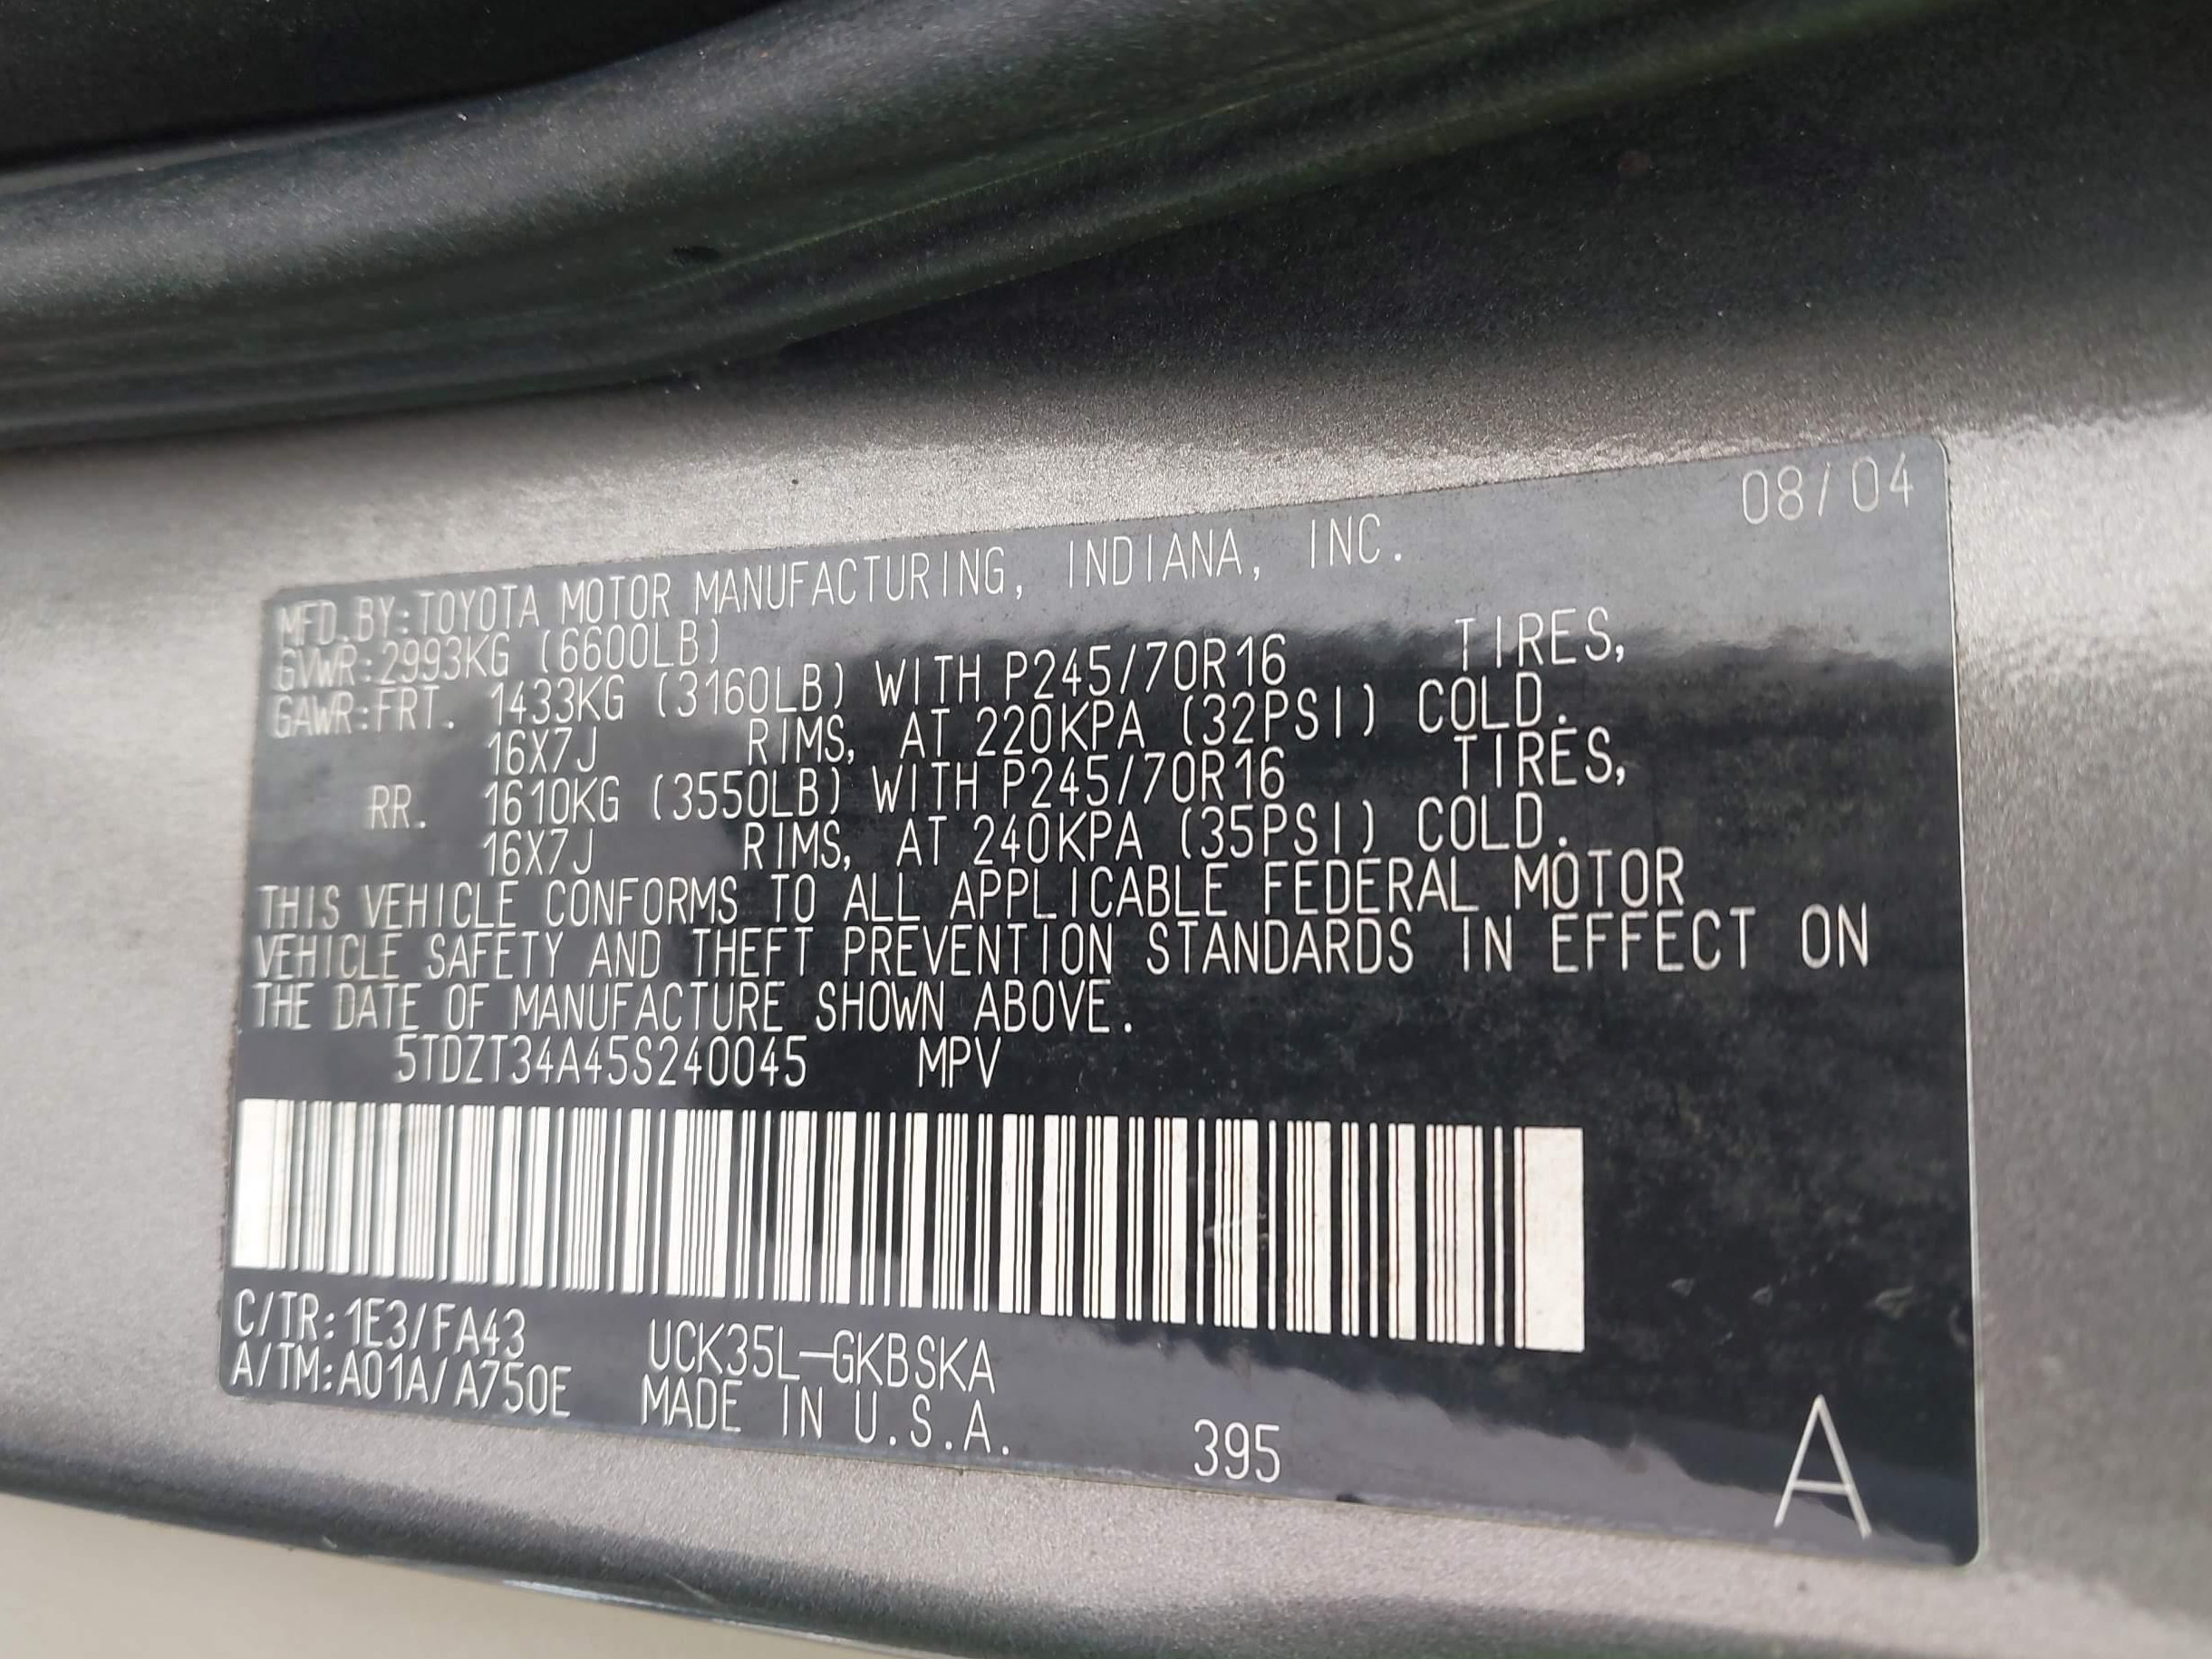 08/04
MFD.BY:TOYOTA MOTOR MANUFACTURING, INDIANA, INC.
GVWR:2993KG (6600LB)
GAWR:FRT. 1433KG (3160LB) WITH P245/70R16 TIRES,
16X7J RIMS, AT 220KPA (32PSI) COLD.
RR. 1610KG (3550LB) WITH P245/70R16 TIRES,
16X7J RIMS, AT 240KPA (35PSI) COLD.
THIS VEHICLE CONFORMS TO ALL APPLICABLE FEDERAL MOTOR
VEHICLE SAFETY AND THEFT PREVENTION STANDARDS IN EFFECT ON
THE DATE OF MANUFACTURE SHOWN ABOVE.
5TDZT34A45S240045 MPV
C/TR:1E3/FA43 UCK35L-GKBSKA
A/TM:A01A/A750E MADE IN U.S.A. 395
A